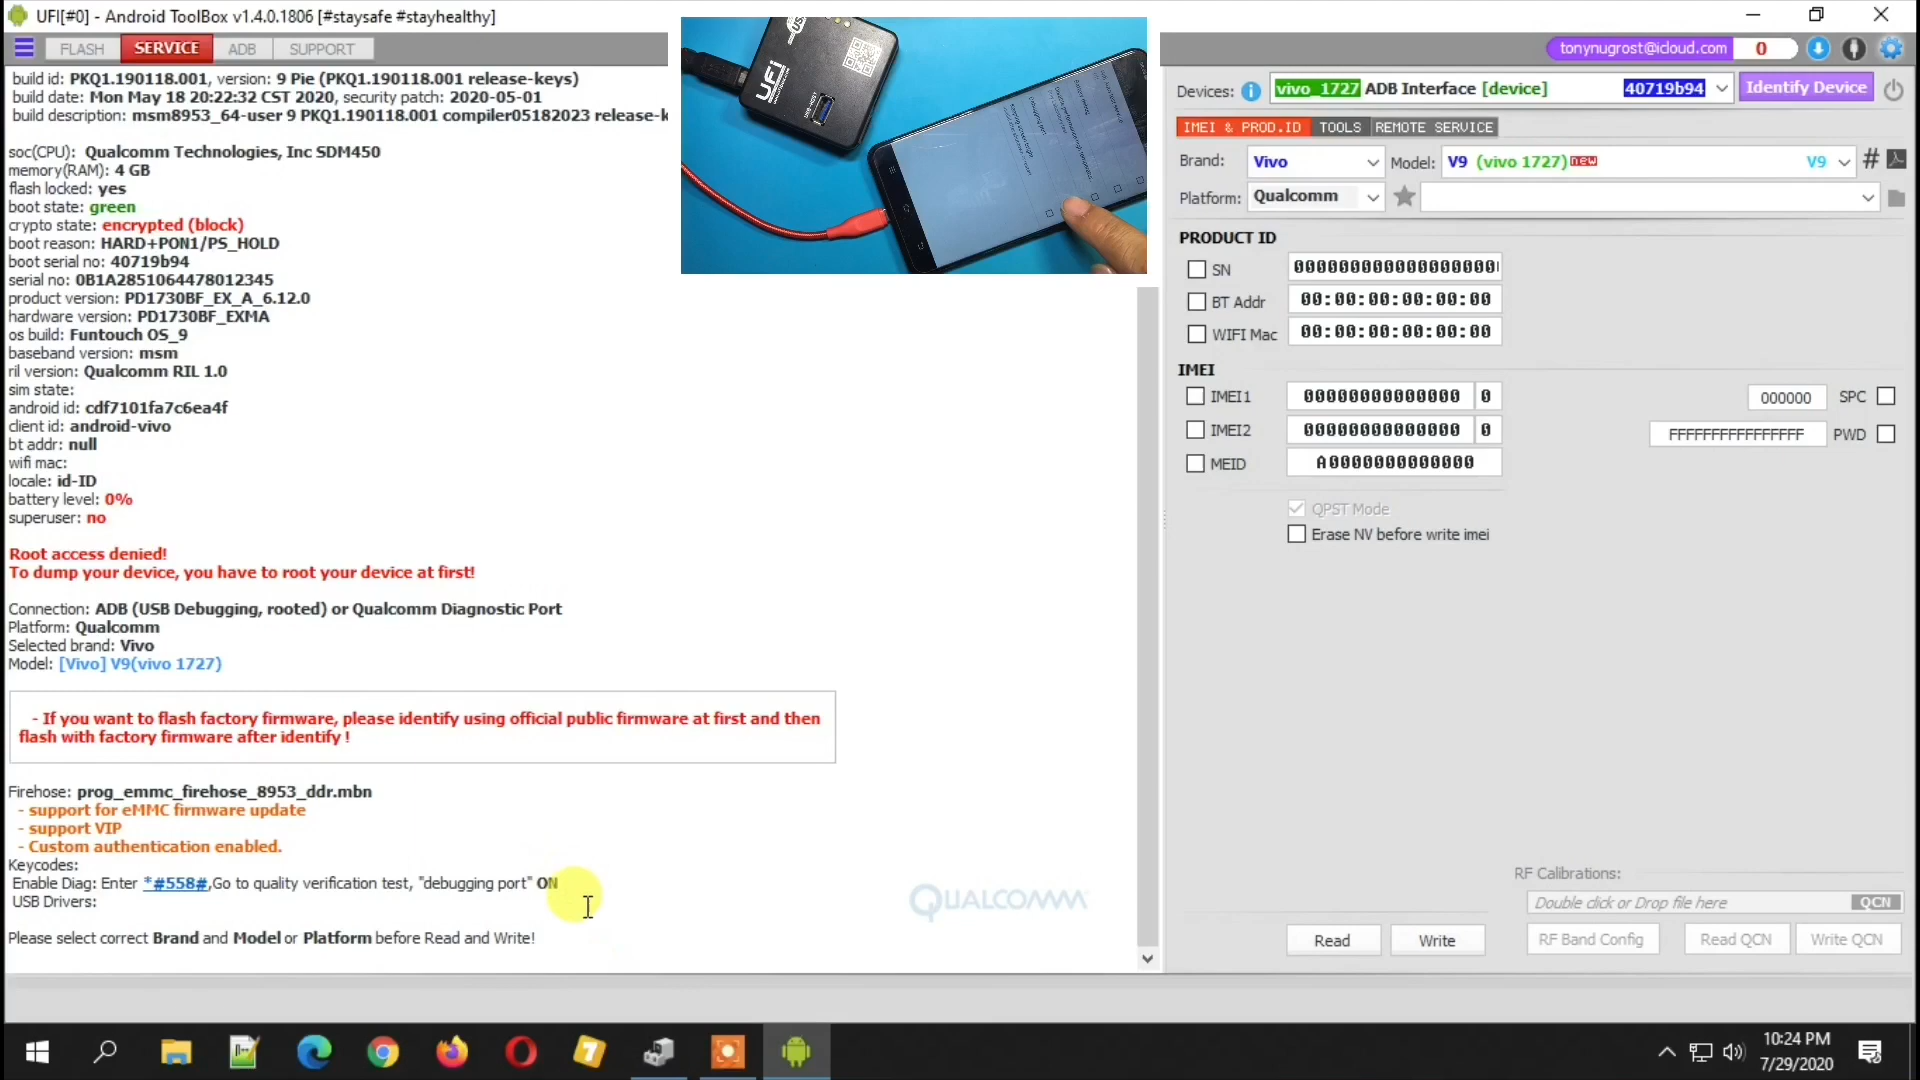 UFI[#0] - Android ToolBox v1.4.0.1806 [#staysafe #stayhealthy]
FLASH SERVICE ADB SUPPORT
tonynugrost@icloud.com 0
build id: PKQ1.190118.001, version: 9 Pie (PKQ1.190118.001 release-keys)
build date: Mon May 18 20:22:32 CST 2020, security patch: 2020-05-01
build description: msm8953_64-user 9 PKQ1.190118.001 compiler05182023 release-k
soc(CPU): Qualcomm Technologies, Inc SDM450
memory(RAM): 4 GB
flash locked: yes
boot state: green
crypto state: encrypted (block)
boot reason: HARD+PON1/PS_HOLD
boot serial no: 40719b94
serial no: 0B1A2851064478012345
product version: PD1730BF_EX_A_6.12.0
hardware version: PD1730BF_EXMA
os build: Funtouch OS_9
baseband version: msm
ril version: Qualcomm RIL 1.0
sim state:
android id: cdf7101fa7c6ea4f
client id: android-vivo
bt addr: null
wifi mac:
locale: id-ID
battery level: 0%
superuser: no
Root access denied!
To dump your device, you have to root your device at first!
Connection: ADB (USB Debugging, rooted) or Qualcomm Diagnostic Port
Platform: Qualcomm
Selected brand: Vivo
Model: [Vivo] V9(vivo 1727)
- If you want to flash factory firmware, please identify using official public firmware at first and then
flash with factory firmware after identify !
Firehose: prog_emmc_firehose_8953_ddr.mbn
- support for eMMC firmware update
- support VIP
- Custom authentication enabled.
Keycodes:
Enable Diag: Enter *#558#,Go to quality verification test, "debugging port" ON
USB Drivers:
Please select correct Brand and Model or Platform before Read and Write!
QUALCOMM
UFi
Devices: vivo_1727 ADB Interface [device] 40719b94 Identify Device
IMEI & PROD.ID TOOLS REMOTE SERVICE
Brand: Vivo Model: V9 (vivo 1727) new V9 #
Platform: Qualcomm
PRODUCT ID
SN 0000000000000000000
BT Addr 00:00:00:00:00:00
WIFI Mac 00:00:00:00:00:00
IMEI
IMEI1 00000000000000 0 000000 SPC
IMEI2 00000000000000 0 FFFFFFFFFFFFFFFF PWD
MEID A0000000000000
QPST Mode
Erase NV before write imei
RF Calibrations:
Double click or Drop file here QCN
Read Write RF Band Config Read QCN Write QCN
10:24 PM
7/29/2020